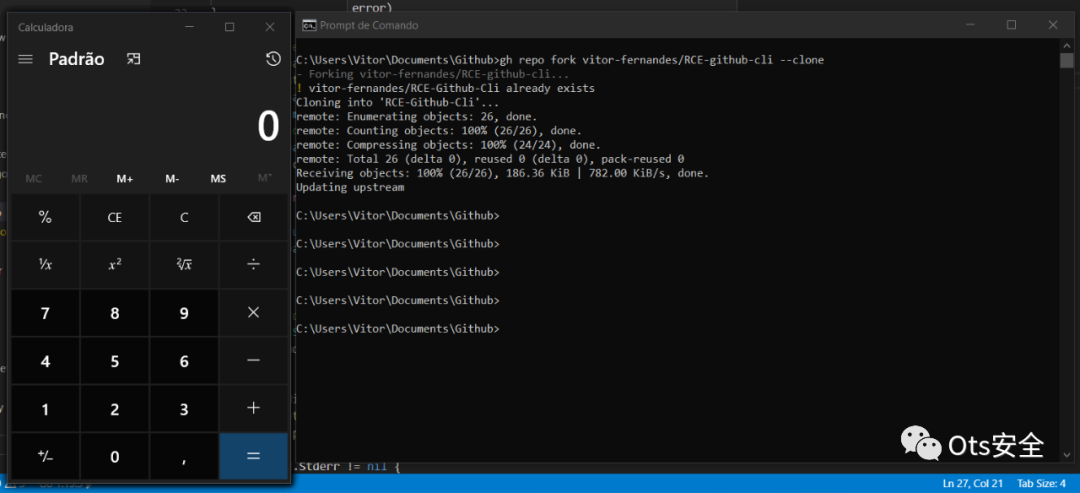 error)
Calculadora
Padrão
0
MC MR M+ M- MS M˅
% CE C
¹/x x² ²√x ÷
7 8 9 ×
4 5 6 −
1 2 3 +
+/− 0 , =
Prompt de Comando
C:\Users\Vitor\Documents\Github>gh repo fork vitor-fernandes/RCE-github-cli --clone
- Forking vitor-fernandes/RCE-github-cli...
! vitor-fernandes/RCE-Github-Cli already exists
Cloning into 'RCE-Github-Cli'...
remote: Enumerating objects: 26, done.
remote: Counting objects: 100% (26/26), done.
remote: Compressing objects: 100% (24/24), done.
remote: Total 26 (delta 0), reused 0 (delta 0), pack-reused 0
Receiving objects: 100% (26/26), 186.36 KiB | 782.00 KiB/s, done.
Updating upstream
C:\Users\Vitor\Documents\Github>
C:\Users\Vitor\Documents\Github>
C:\Users\Vitor\Documents\Github>
C:\Users\Vitor\Documents\Github>
C:\Users\Vitor\Documents\Github>
Ots安全
.Stderr != nil {
Ln 27, Col 21 Tab Size: 4